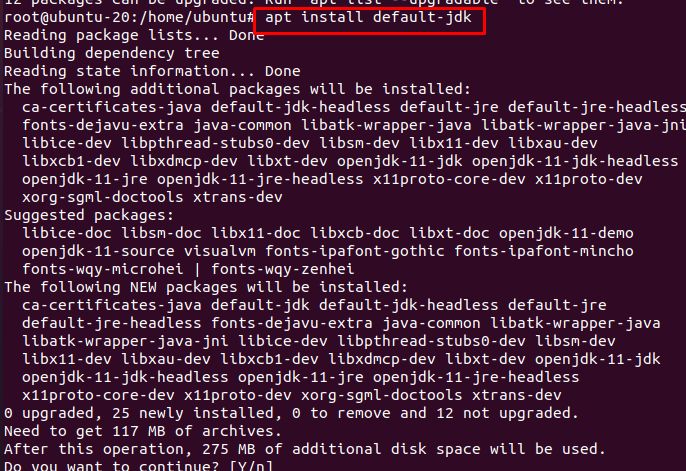 12 packages can be upgraded. Run 'apt list --upgradable' to see them.
root@ubuntu-20:/home/ubuntu# apt install default-jdk
Reading package lists... Done
Building dependency tree
Reading state information... Done
The following additional packages will be installed:
  ca-certificates-java default-jdk-headless default-jre default-jre-headless
  fonts-dejavu-extra java-common libatk-wrapper-java libatk-wrapper-java-jni
  libice-dev libpthread-stubs0-dev libsm-dev libx11-dev libxau-dev
  libxcb1-dev libxdmcp-dev libxt-dev openjdk-11-jdk openjdk-11-jdk-headless
  openjdk-11-jre openjdk-11-jre-headless x11proto-core-dev x11proto-dev
  xorg-sgml-doctools xtrans-dev
Suggested packages:
  libice-doc libsm-doc libx11-doc libxcb-doc libxt-doc openjdk-11-demo
  openjdk-11-source visualvm fonts-ipafont-gothic fonts-ipafont-mincho
  fonts-wqy-microhei | fonts-wqy-zenhei
The following NEW packages will be installed:
  ca-certificates-java default-jdk default-jdk-headless default-jre
  default-jre-headless fonts-dejavu-extra java-common libatk-wrapper-java
  libatk-wrapper-java-jni libice-dev libpthread-stubs0-dev libsm-dev
  libx11-dev libxau-dev libxcb1-dev libxdmcp-dev libxt-dev openjdk-11-jdk
  openjdk-11-jdk-headless openjdk-11-jre openjdk-11-jre-headless
  x11proto-core-dev x11proto-dev xorg-sgml-doctools xtrans-dev
0 upgraded, 25 newly installed, 0 to remove and 12 not upgraded.
Need to get 117 MB of archives.
After this operation, 275 MB of additional disk space will be used.
Do you want to continue? [Y/n]